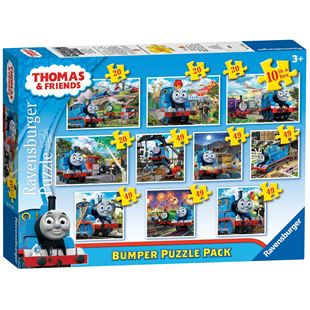 THOMAS
& FRIENDS
3+
20
20
20
10 in a box
20
49
49
49
49
49
49
Ravensburger
Puzzle
BUMPER PUZZLE PACK
Ravensburger